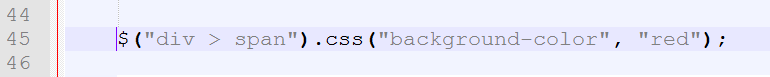 44
45 $("div > span").css("background-color", "red");
46